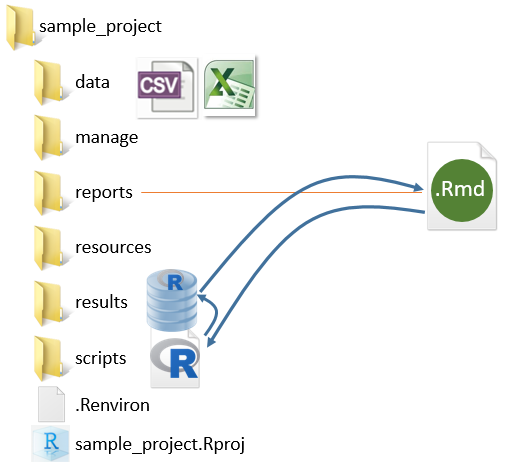 sample_project
data
CSV
X
manage
reports
.Rmd
resources
R
results
R
scripts
.Renviron
R
sample_project.Rproj